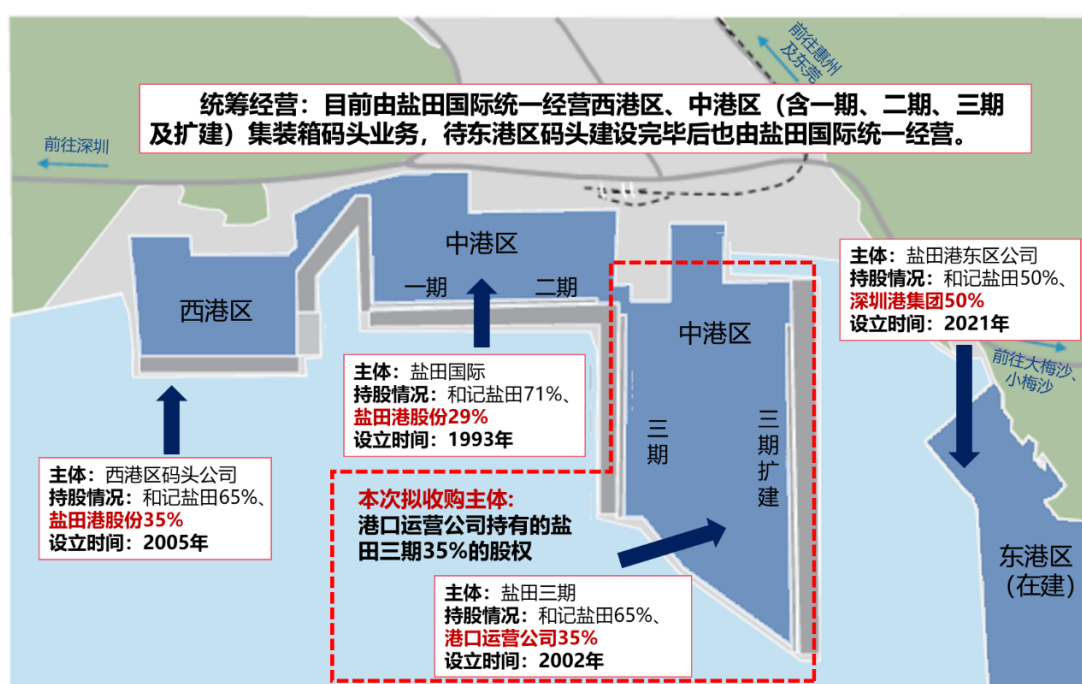 前往惠州
及东莞
统筹经营：目前由盐田国际统一经营西港区、中港区（含一期、二期、三期
及扩建）集装箱码头业务，待东港区码头建设完毕后也由盐田国际统一经营。
前往深圳
中港区
一期
二期
西港区
中港区
三期
三期扩建
主体：盐田港东区公司
持股情况：和记盐田50%、
深圳港集团50%
设立时间：2021年
前往大梅沙、
小梅沙
主体：盐田国际
持股情况：和记盐田71%、
盐田港股份29%
设立时间：1993年
主体：西港区码头公司
持股情况：和记盐田65%、
盐田港股份35%
设立时间：2005年
本次拟收购主体:
港口运营公司持有的盐
田三期35%的股权
主体：盐田三期
持股情况：和记盐田65%、
港口运营公司35%
设立时间：2002年
东港区
（在建）